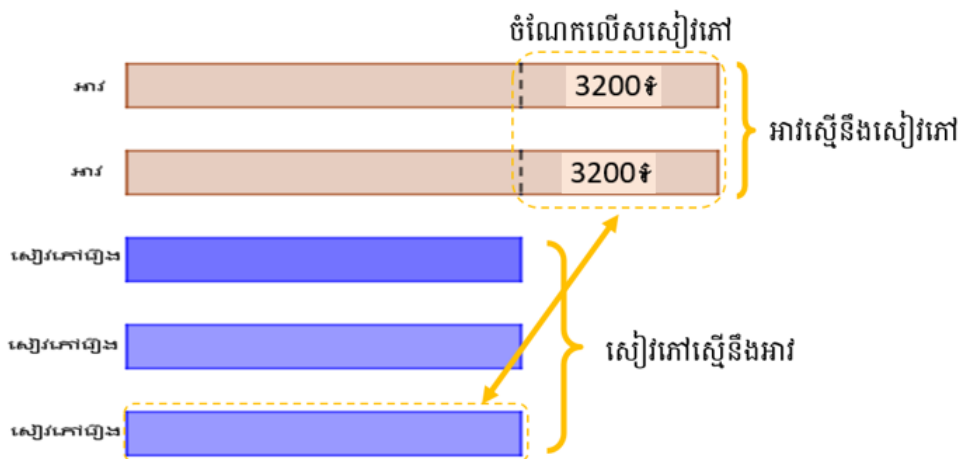 ចំណែកលើសសៀវភៅ
អាវ 3200៛
អាវស្មើនឹងសៀវភៅ
អាវ 3200៛
សៀវភៅរឿង
សៀវភៅរឿង សៀវភៅស្មើនឹងអាវ
សៀវភៅរឿង